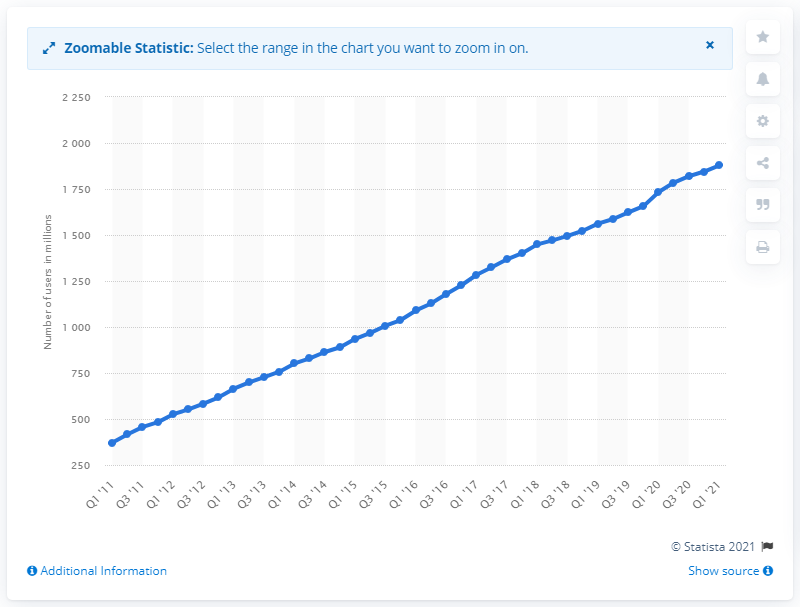 Zoomable Statistic: Select the range in the chart you want to zoom in on.
2 250
2 000
1 750
1 500
1 250
1 000
750
500
250
Number of users in millions
Q1 '11
Q3 '11
Q1 '12
Q3 '12
Q1 '13
Q3 '13
Q1 '14
Q3 '14
Q1 '15
Q3 '15
Q1 '16
Q3 '16
Q1 '17
Q3 '17
Q1 '18
Q3 '18
Q1 '19
Q3 '19
Q1 '20
Q3 '20
Q1 '21
© Statista 2021
Additional Information
Show source